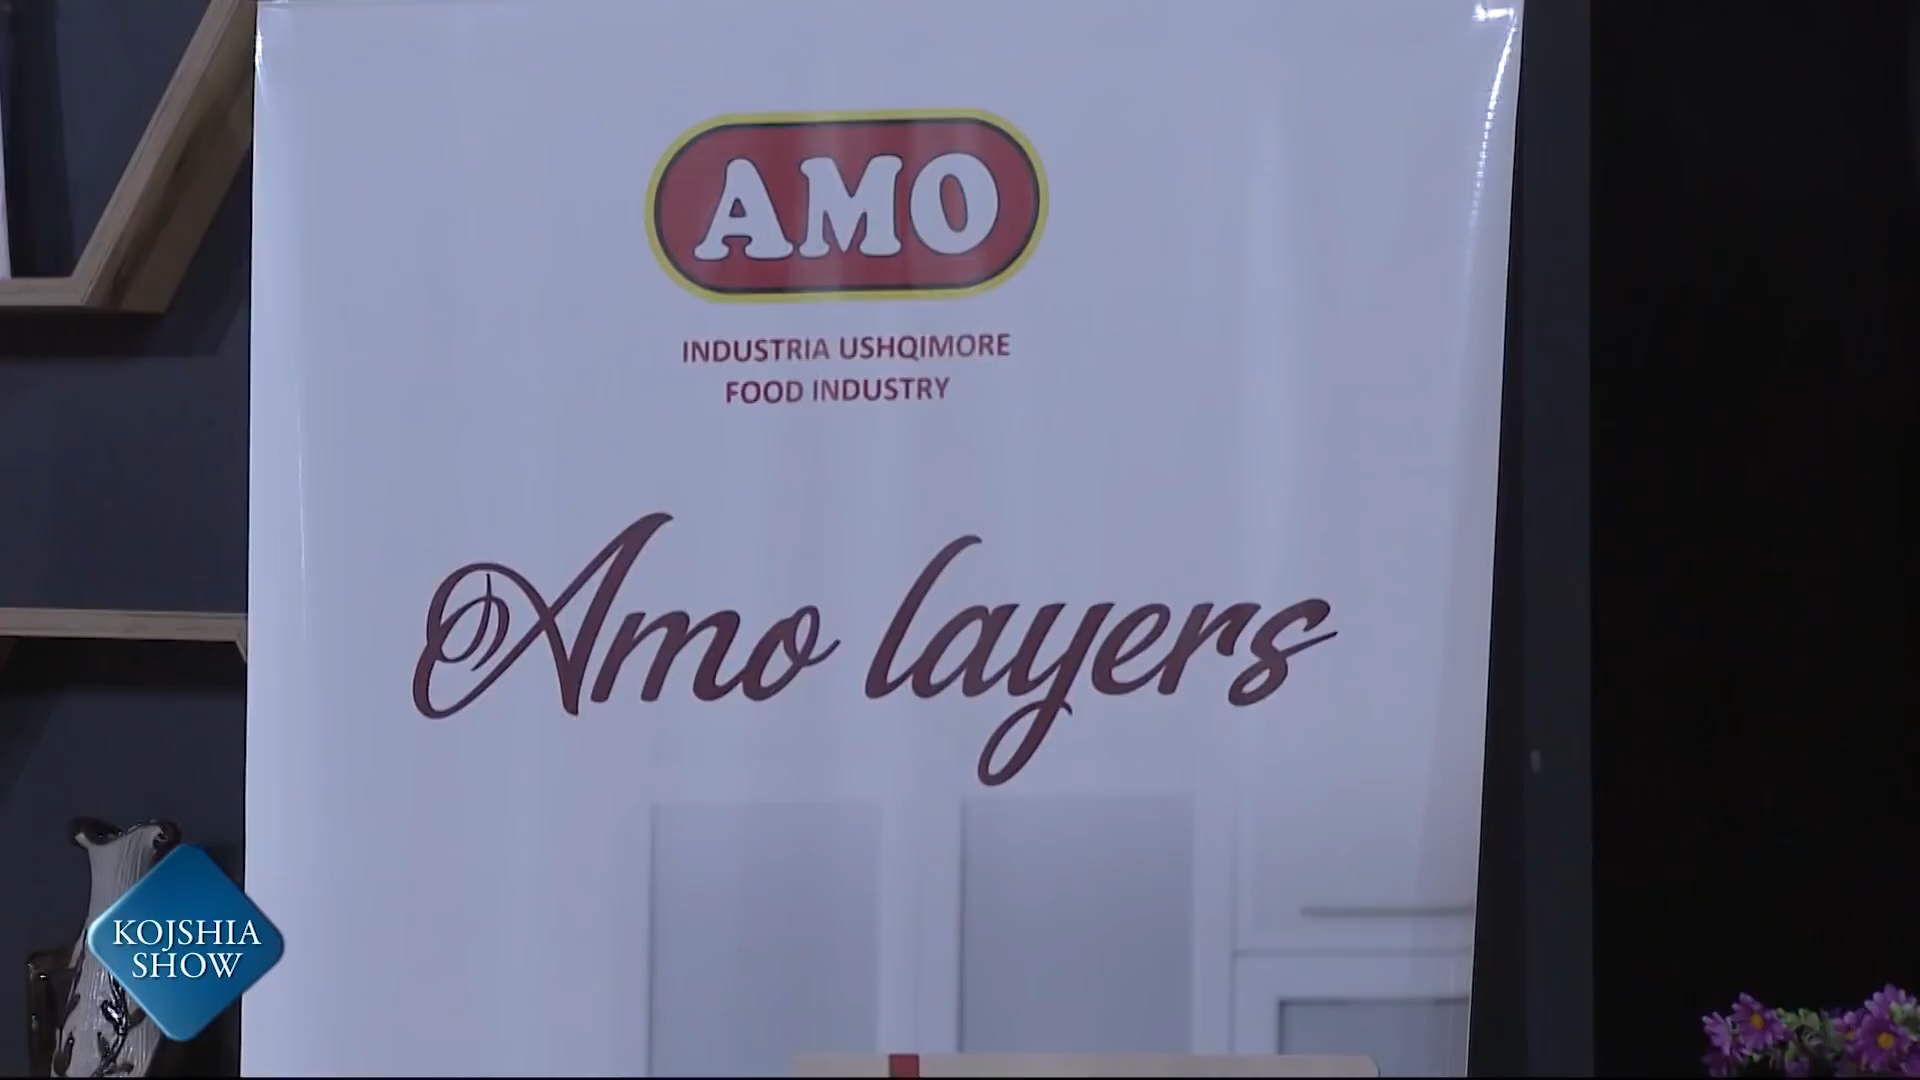 AMO
INDUSTRIA USHQIMORE
FOOD INDUSTRY
Amo layers
KOJSHIA
SHOW